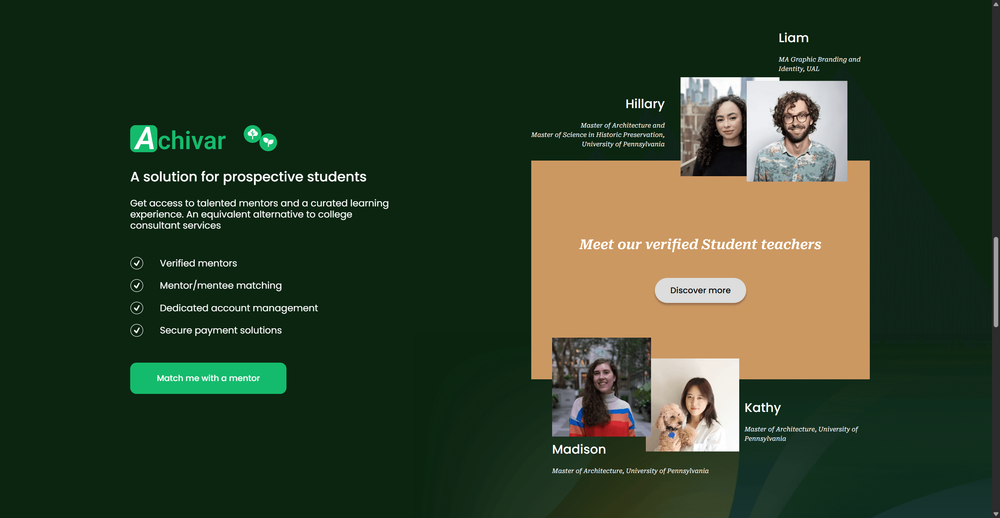 Achivar
A solution for prospective students
Get access to talented mentors and a curated learning
experience. An equivalent alternative to college
consultant services
Verified mentors
Mentor/mentee matching
Dedicated account management
Secure payment solutions
Match me with a mentor
Liam
MA Graphic Branding and
Identity, UAL
Hillary
Master of Architecture and
Master of Science in Historic Preservation,
University of Pennsylvania
Meet our verified Student teachers
Discover more
Kathy
Master of Architecture, University of
Pennsylvania
Madison
Master of Architecture, University of Pennsylvania